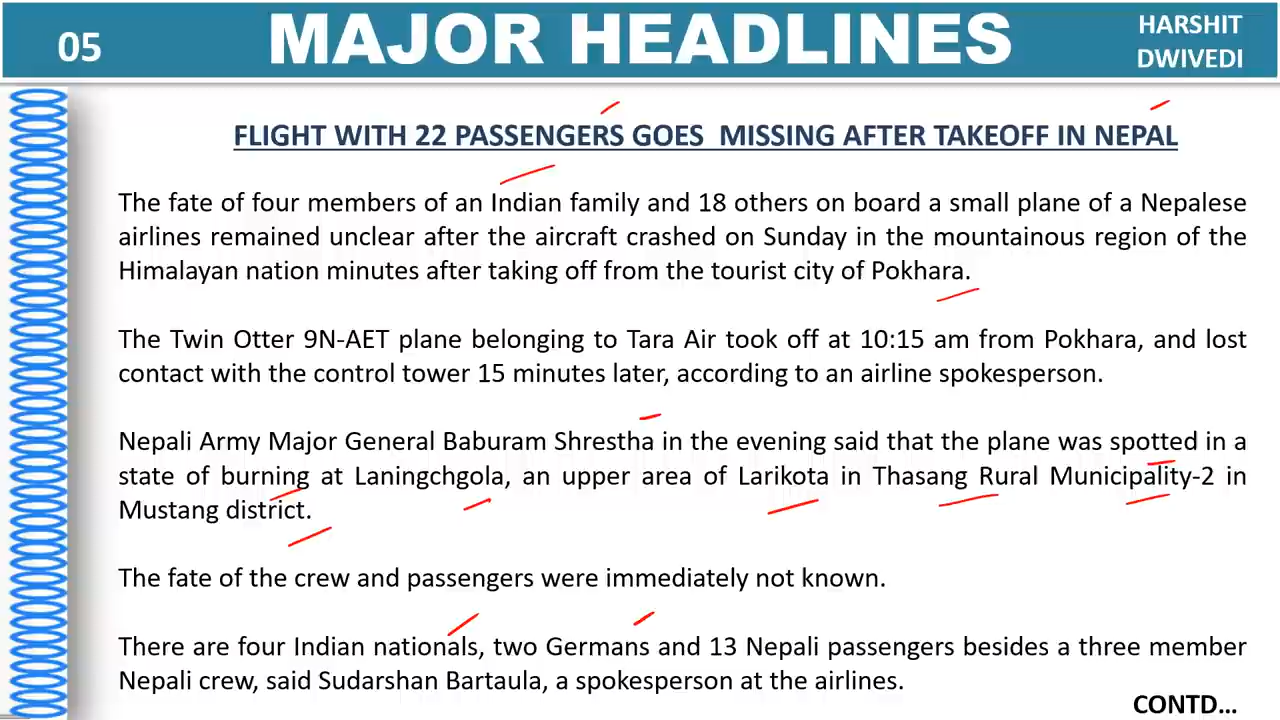 05
MAJOR HEADLINES
HARSHIT
DWIVEDI
FLIGHT WITH 22 PASSENGERS GOES  MISSING AFTER TAKEOFF IN NEPAL
The fate of four members of an Indian family and 18 others on board a small plane of a Nepalese
airlines remained unclear after the aircraft crashed on Sunday in the mountainous region of the
Himalayan nation minutes after taking off from the tourist city of Pokhara.
The Twin Otter 9N-AET plane belonging to Tara Air took off at 10:15 am from Pokhara, and lost
contact with the control tower 15 minutes later, according to an airline spokesperson.
Nepali Army Major General Baburam Shrestha in the evening said that the plane was spotted in a
state of burning at Laningchgola, an upper area of Larikota in Thasang Rural Municipality-2 in
Mustang district.
The fate of the crew and passengers were immediately not known.
There are four Indian nationals, two Germans and 13 Nepali passengers besides a three member
Nepali crew, said Sudarshan Bartaula, a spokesperson at the airlines.
CONTD...